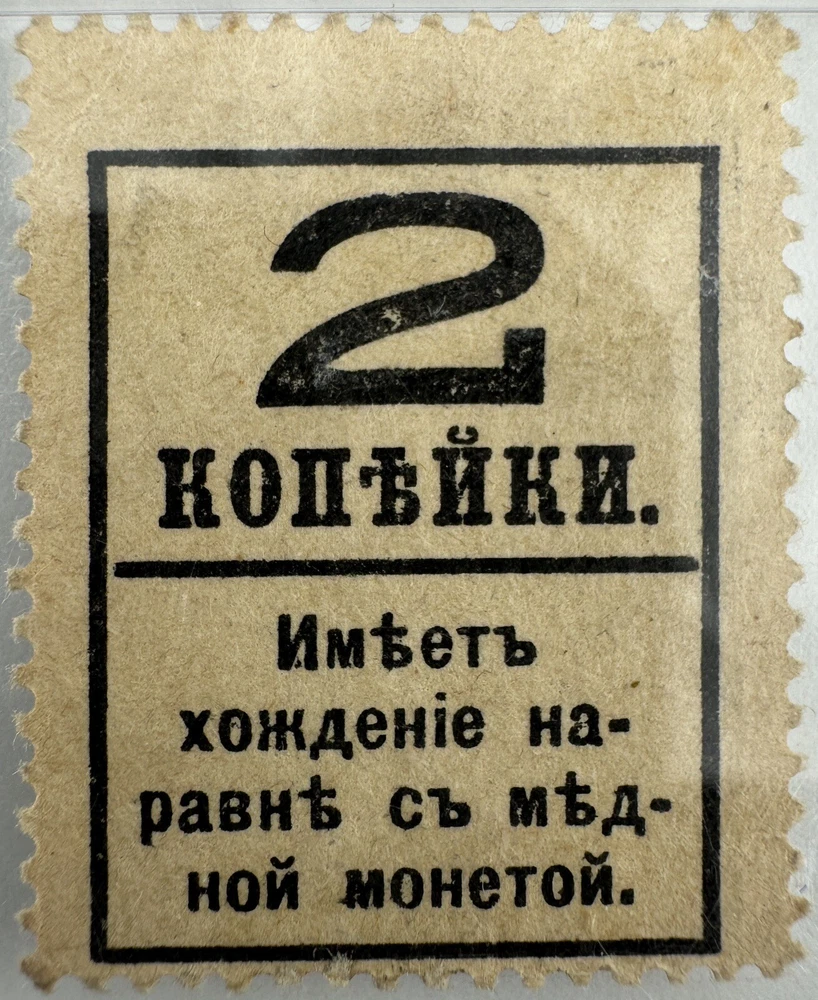 2
КОПѢЙКИ.
Имѣетъ
хожденіе на-
равнѣ съ мѣд-
ной монетой.